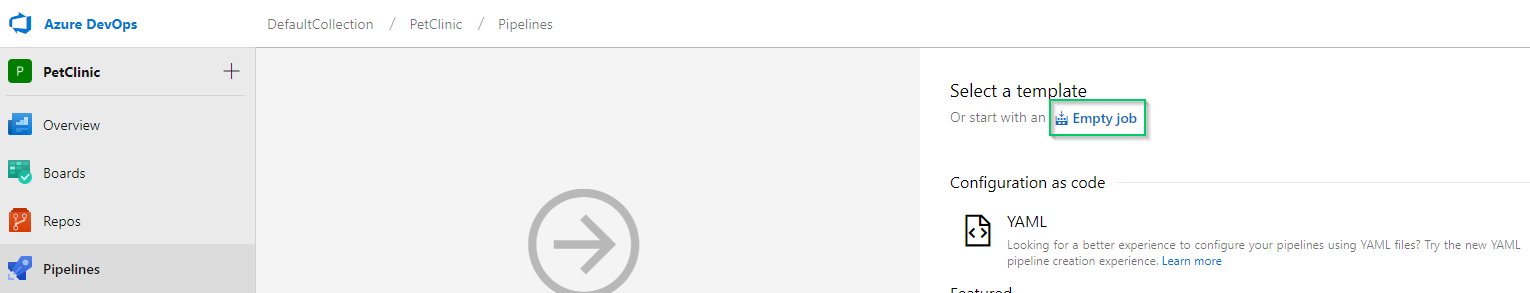 Azure DevOps
DefaultCollection / PetClinic / Pipelines
P PetClinic
Overview
Boards
Repos
Pipelines
Select a template
Or start with an Empty job
Configuration as code
YAML
Looking for a better experience to configure your pipelines using YAML files? Try the new YAML
pipeline creation experience. Learn more
Featured